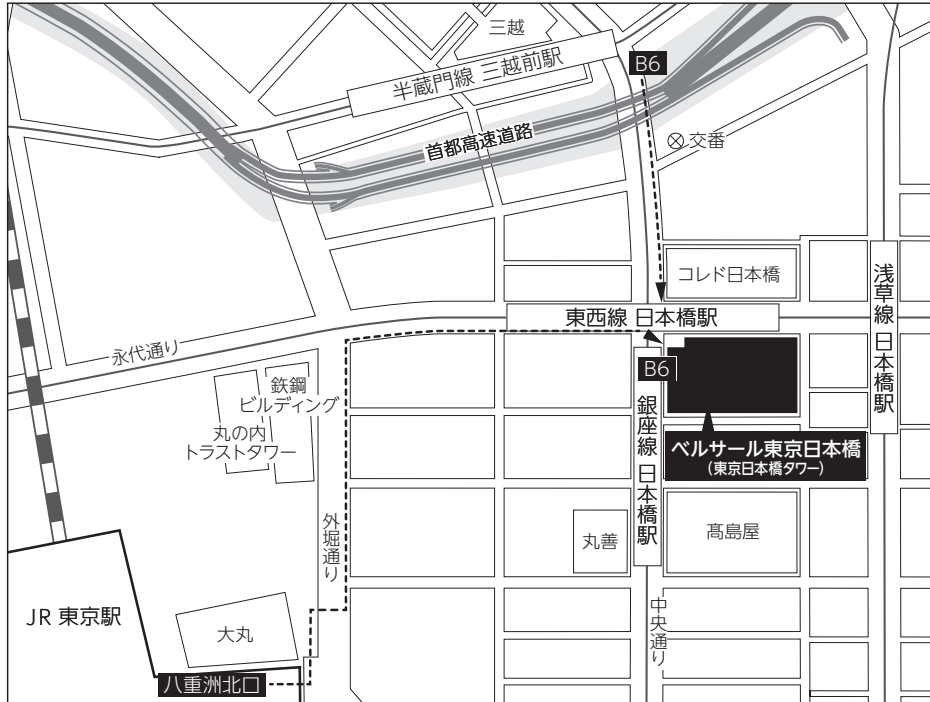 三越
半蔵門線 三越前駅
B6
首都高速道路
交番
コレド日本橋
浅草線 日本橋駅
東西線 日本橋駅
永代通り
鉄鋼
ビルディング
丸の内
トラストタワー
B6
銀座線 日本橋駅
ベルサール東京日本橋
(東京日本橋タワー)
外堀通り
丸善
髙島屋
JR 東京駅
大丸
中央通り
八重洲北口